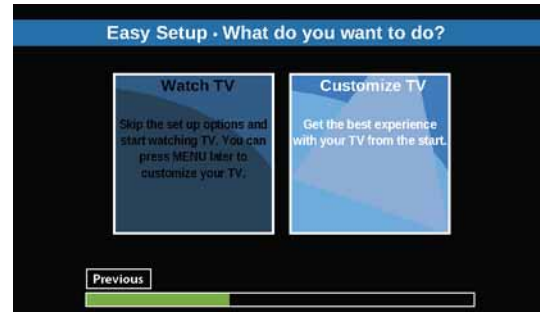 Easy Setup • What do you want to do?
Watch TV
Skip the set up options and
start watching TV. You can
press MENU later to
customize your TV.
Customize TV
Get the best experience
with your TV from the start.
Previous